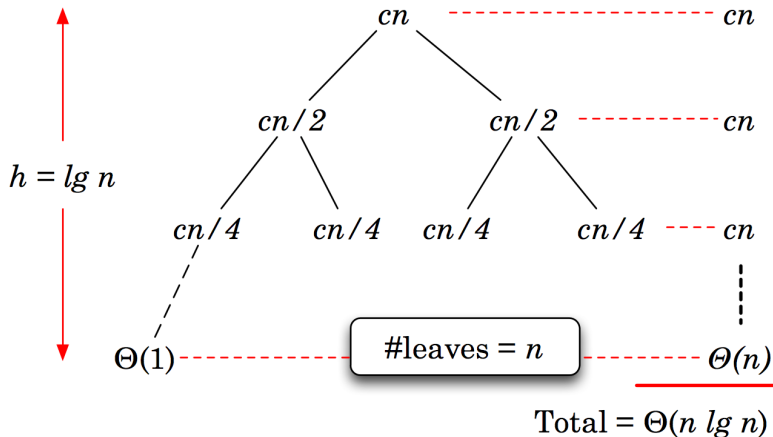 cn cn
cn/2 cn/2 cn
h = lg n
cn/4 cn/4 cn/4 cn/4 cn
Θ(1) #leaves = n Θ(n)
Total = Θ(n lg n)